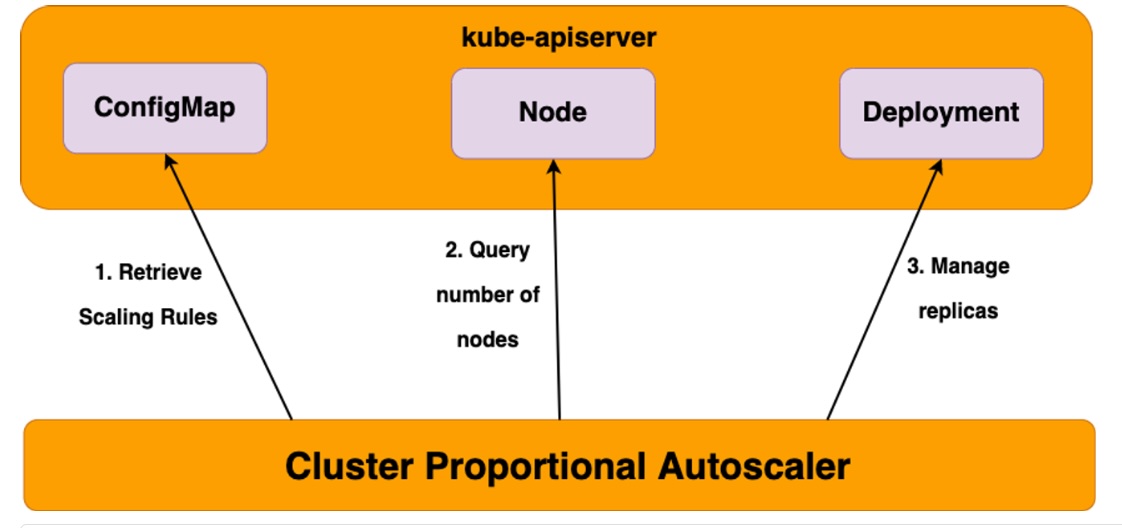 kube-apiserver
ConfigMap
Node
Deployment
1. Retrieve
Scaling Rules
2. Query
number of
nodes
3. Manage
replicas
Cluster Proportional Autoscaler